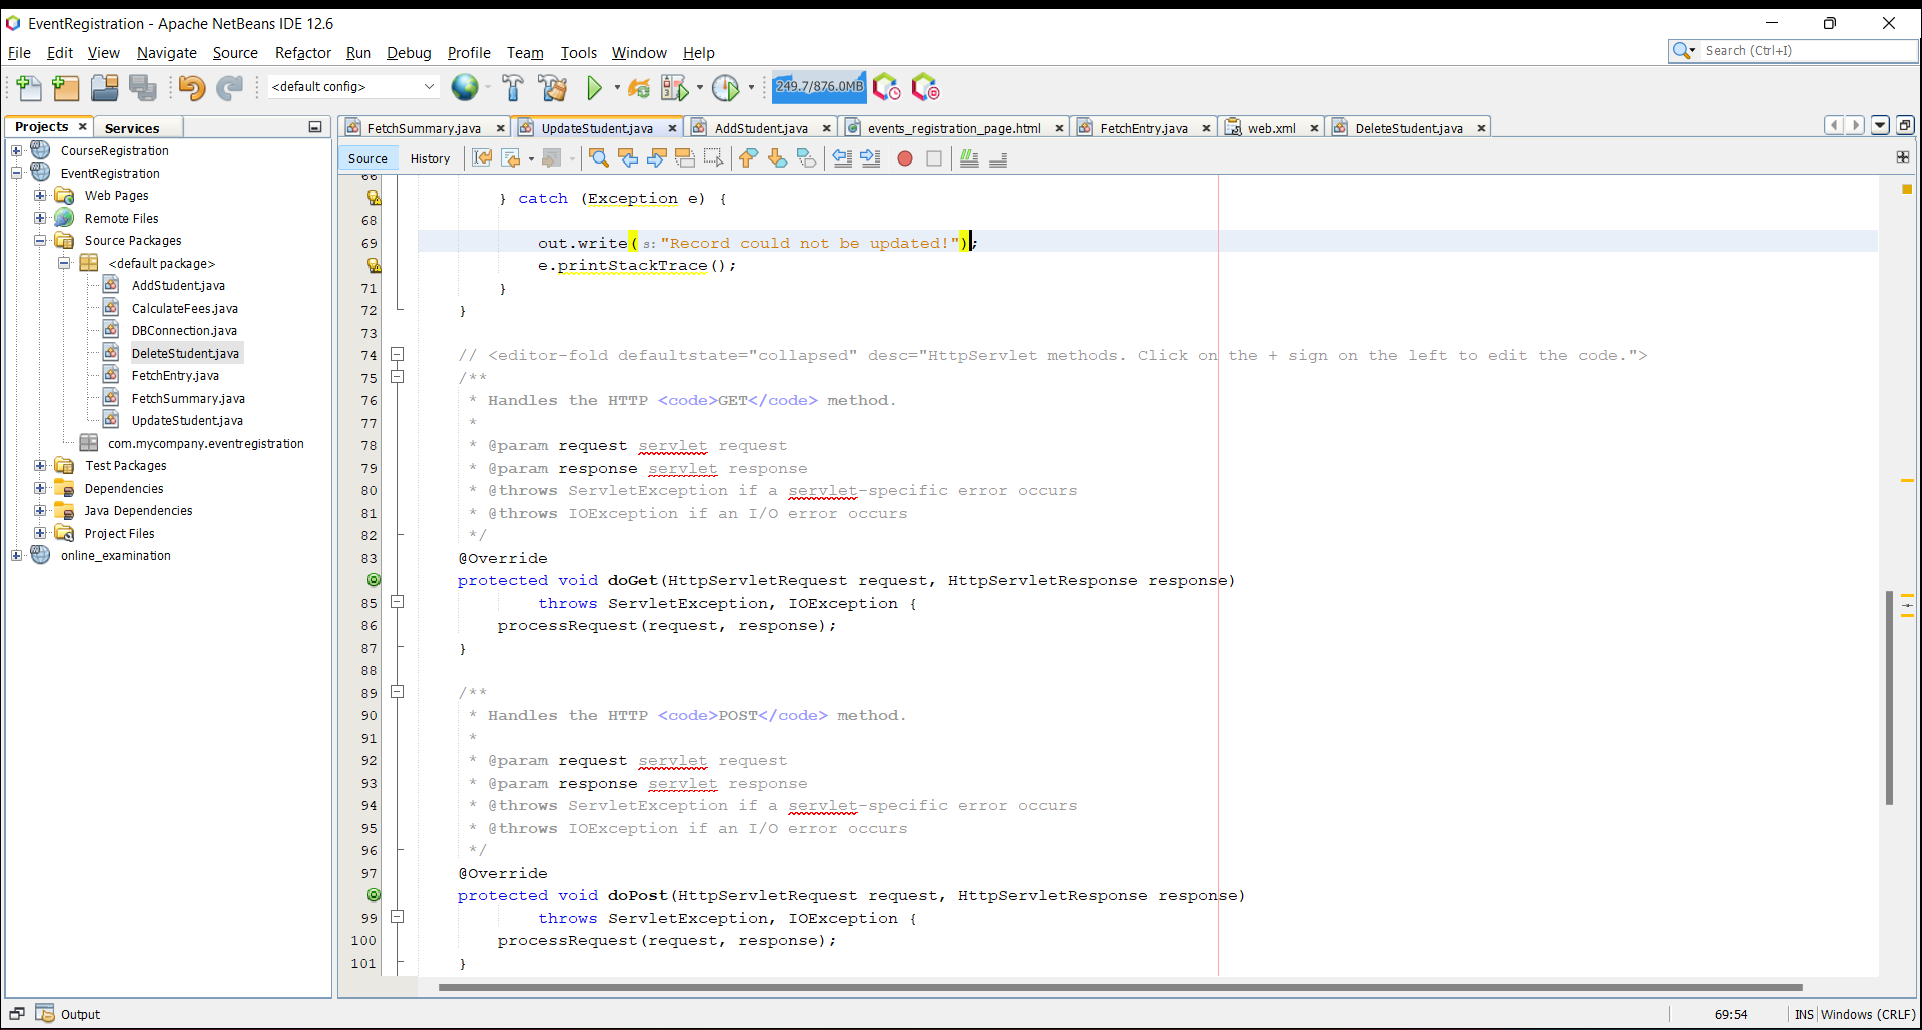 EventRegistration - Apache NetBeans IDE 12.6
File Edit View Navigate Source Refactor Run Debug Profile Team Tools Window Help
Search (Ctrl+I)
<default config>
249.7/876.0MB
Projects
Services
CourseRegistration
EventRegistration
Web Pages
Remote Files
Source Packages
<default package>
AddStudent.java
CalculateFees.java
DBConnection.java
DeleteStudent.java
FetchEntry.java
FetchSummary.java
UpdateStudent.java
com.mycompany.eventregistration
Test Packages
Dependencies
Java Dependencies
Project Files
online_examination
FetchSummary.java UpdateStudent.java AddStudent.java events_registration_page.html FetchEntry.java web.xml DeleteStudent.java
Source History
66
} catch (Exception e) {
68
69 out.write( s: "Record could not be updated!");
e.printStackTrace();
71 }
72 }
73
74 // <editor-fold defaultstate="collapsed" desc="HttpServlet methods. Click on the + sign on the left to edit the code.">
75 /**
76 * Handles the HTTP <code>GET</code> method.
77 *
78 * @param request servlet request
79 * @param response servlet response
80 * @throws ServletException if a servlet-specific error occurs
81 * @throws IOException if an I/O error occurs
82 */
83 @Override
protected void doGet(HttpServletRequest request, HttpServletResponse response)
85 throws ServletException, IOException {
86 processRequest(request, response);
87 }
88
89 /**
90 * Handles the HTTP <code>POST</code> method.
91 *
92 * @param request servlet request
93 * @param response servlet response
94 * @throws ServletException if a servlet-specific error occurs
95 * @throws IOException if an I/O error occurs
96 */
97 @Override
protected void doPost(HttpServletRequest request, HttpServletResponse response)
99 throws ServletException, IOException {
100 processRequest(request, response);
101 }
Output
69:54 INS Windows (CRLF)